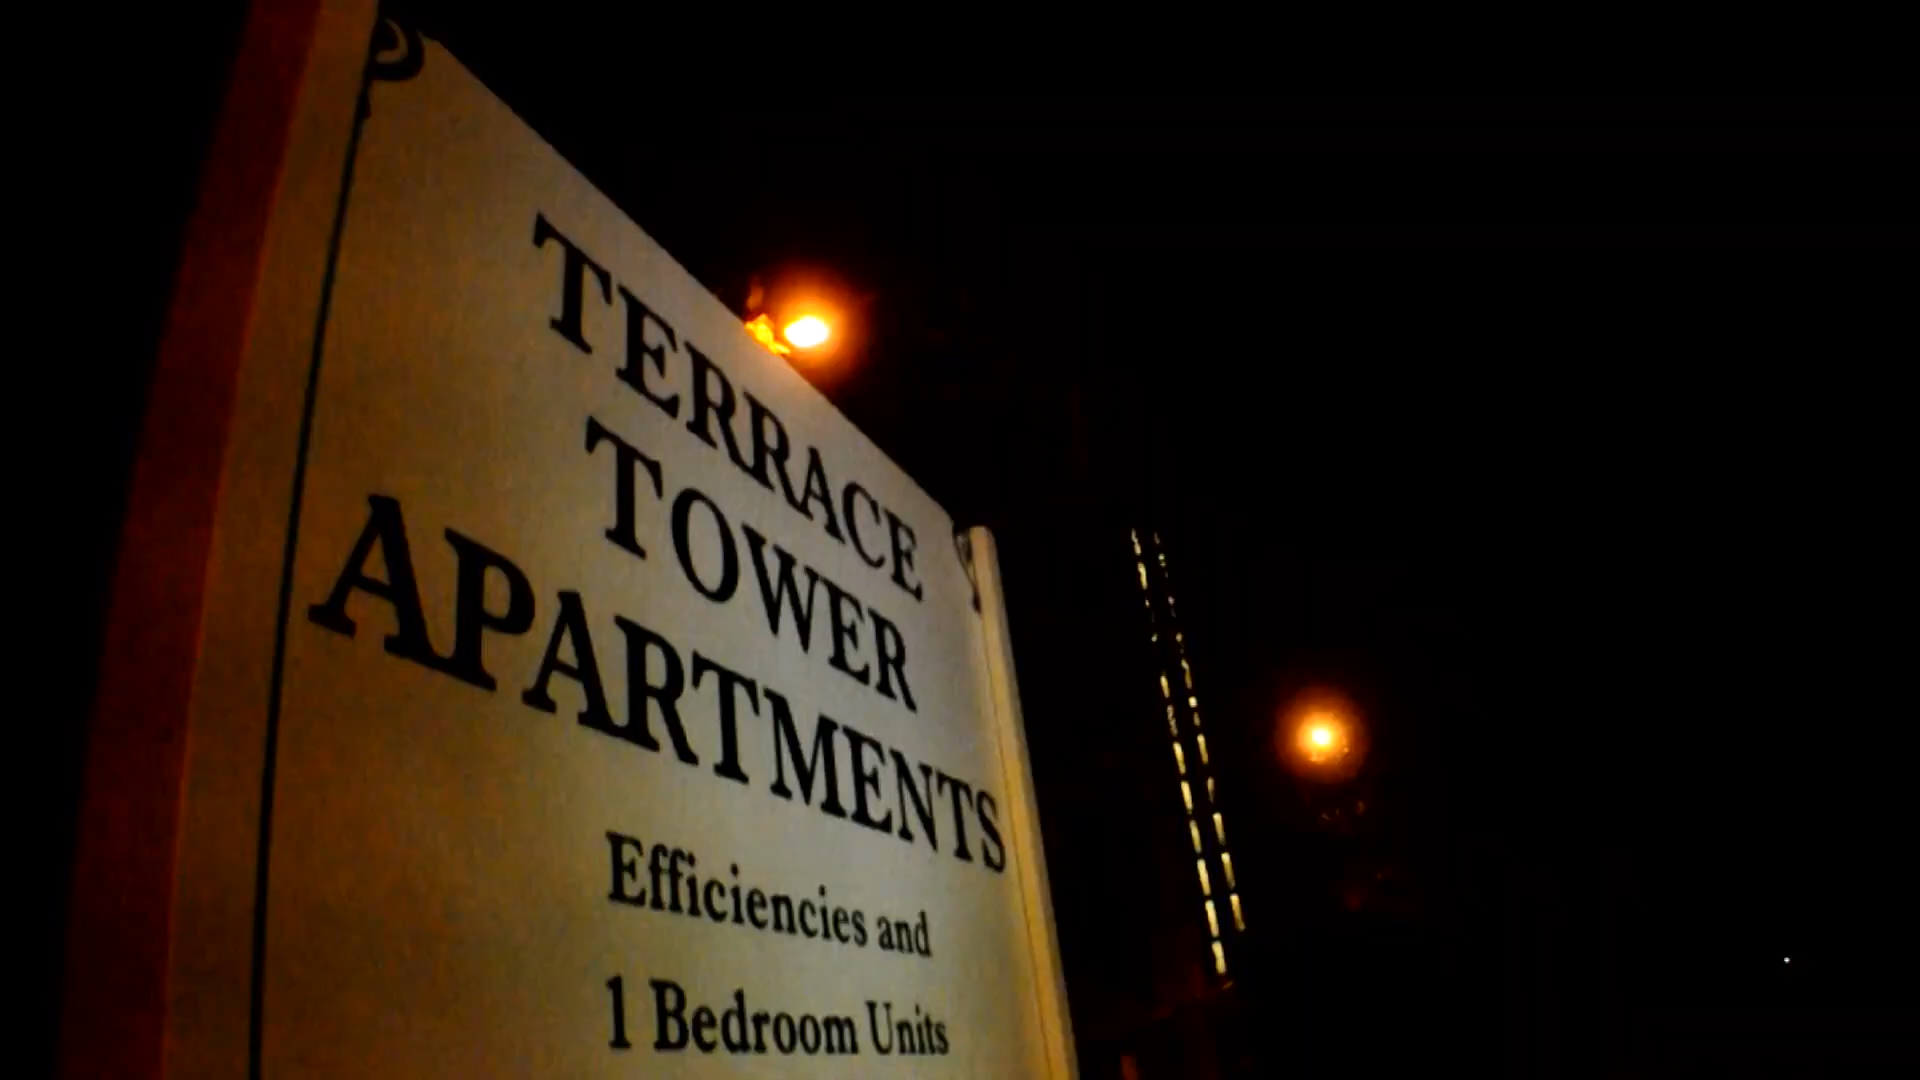 TERRACE
TOWER
APARTMENTS
Efficiencies and
1 Bedroom Units